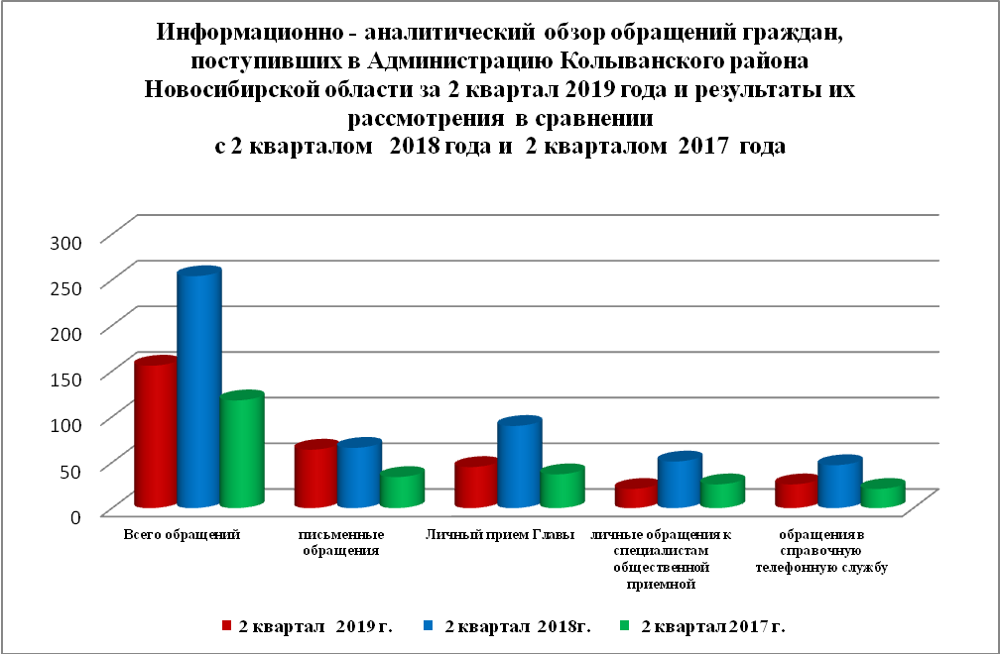 Информационно - аналитический обзор обращений граждан,
поступивших в Администрацию Колыванского района
Новосибирской области за 2 квартал 2019 года и результаты их
рассмотрения в сравнении
с 2 кварталом 2018 года и 2 кварталом 2017 года
300
250
200
150
100
50
0
Всего обращений
письменные
обращения
Личный прием Главы
личные обращения к
специалистам
общественной
приемной
обращения в
справочную
телефонную службу
2 квартал 2019 г.
2 квартал 2018г.
2 квартал 2017 г.